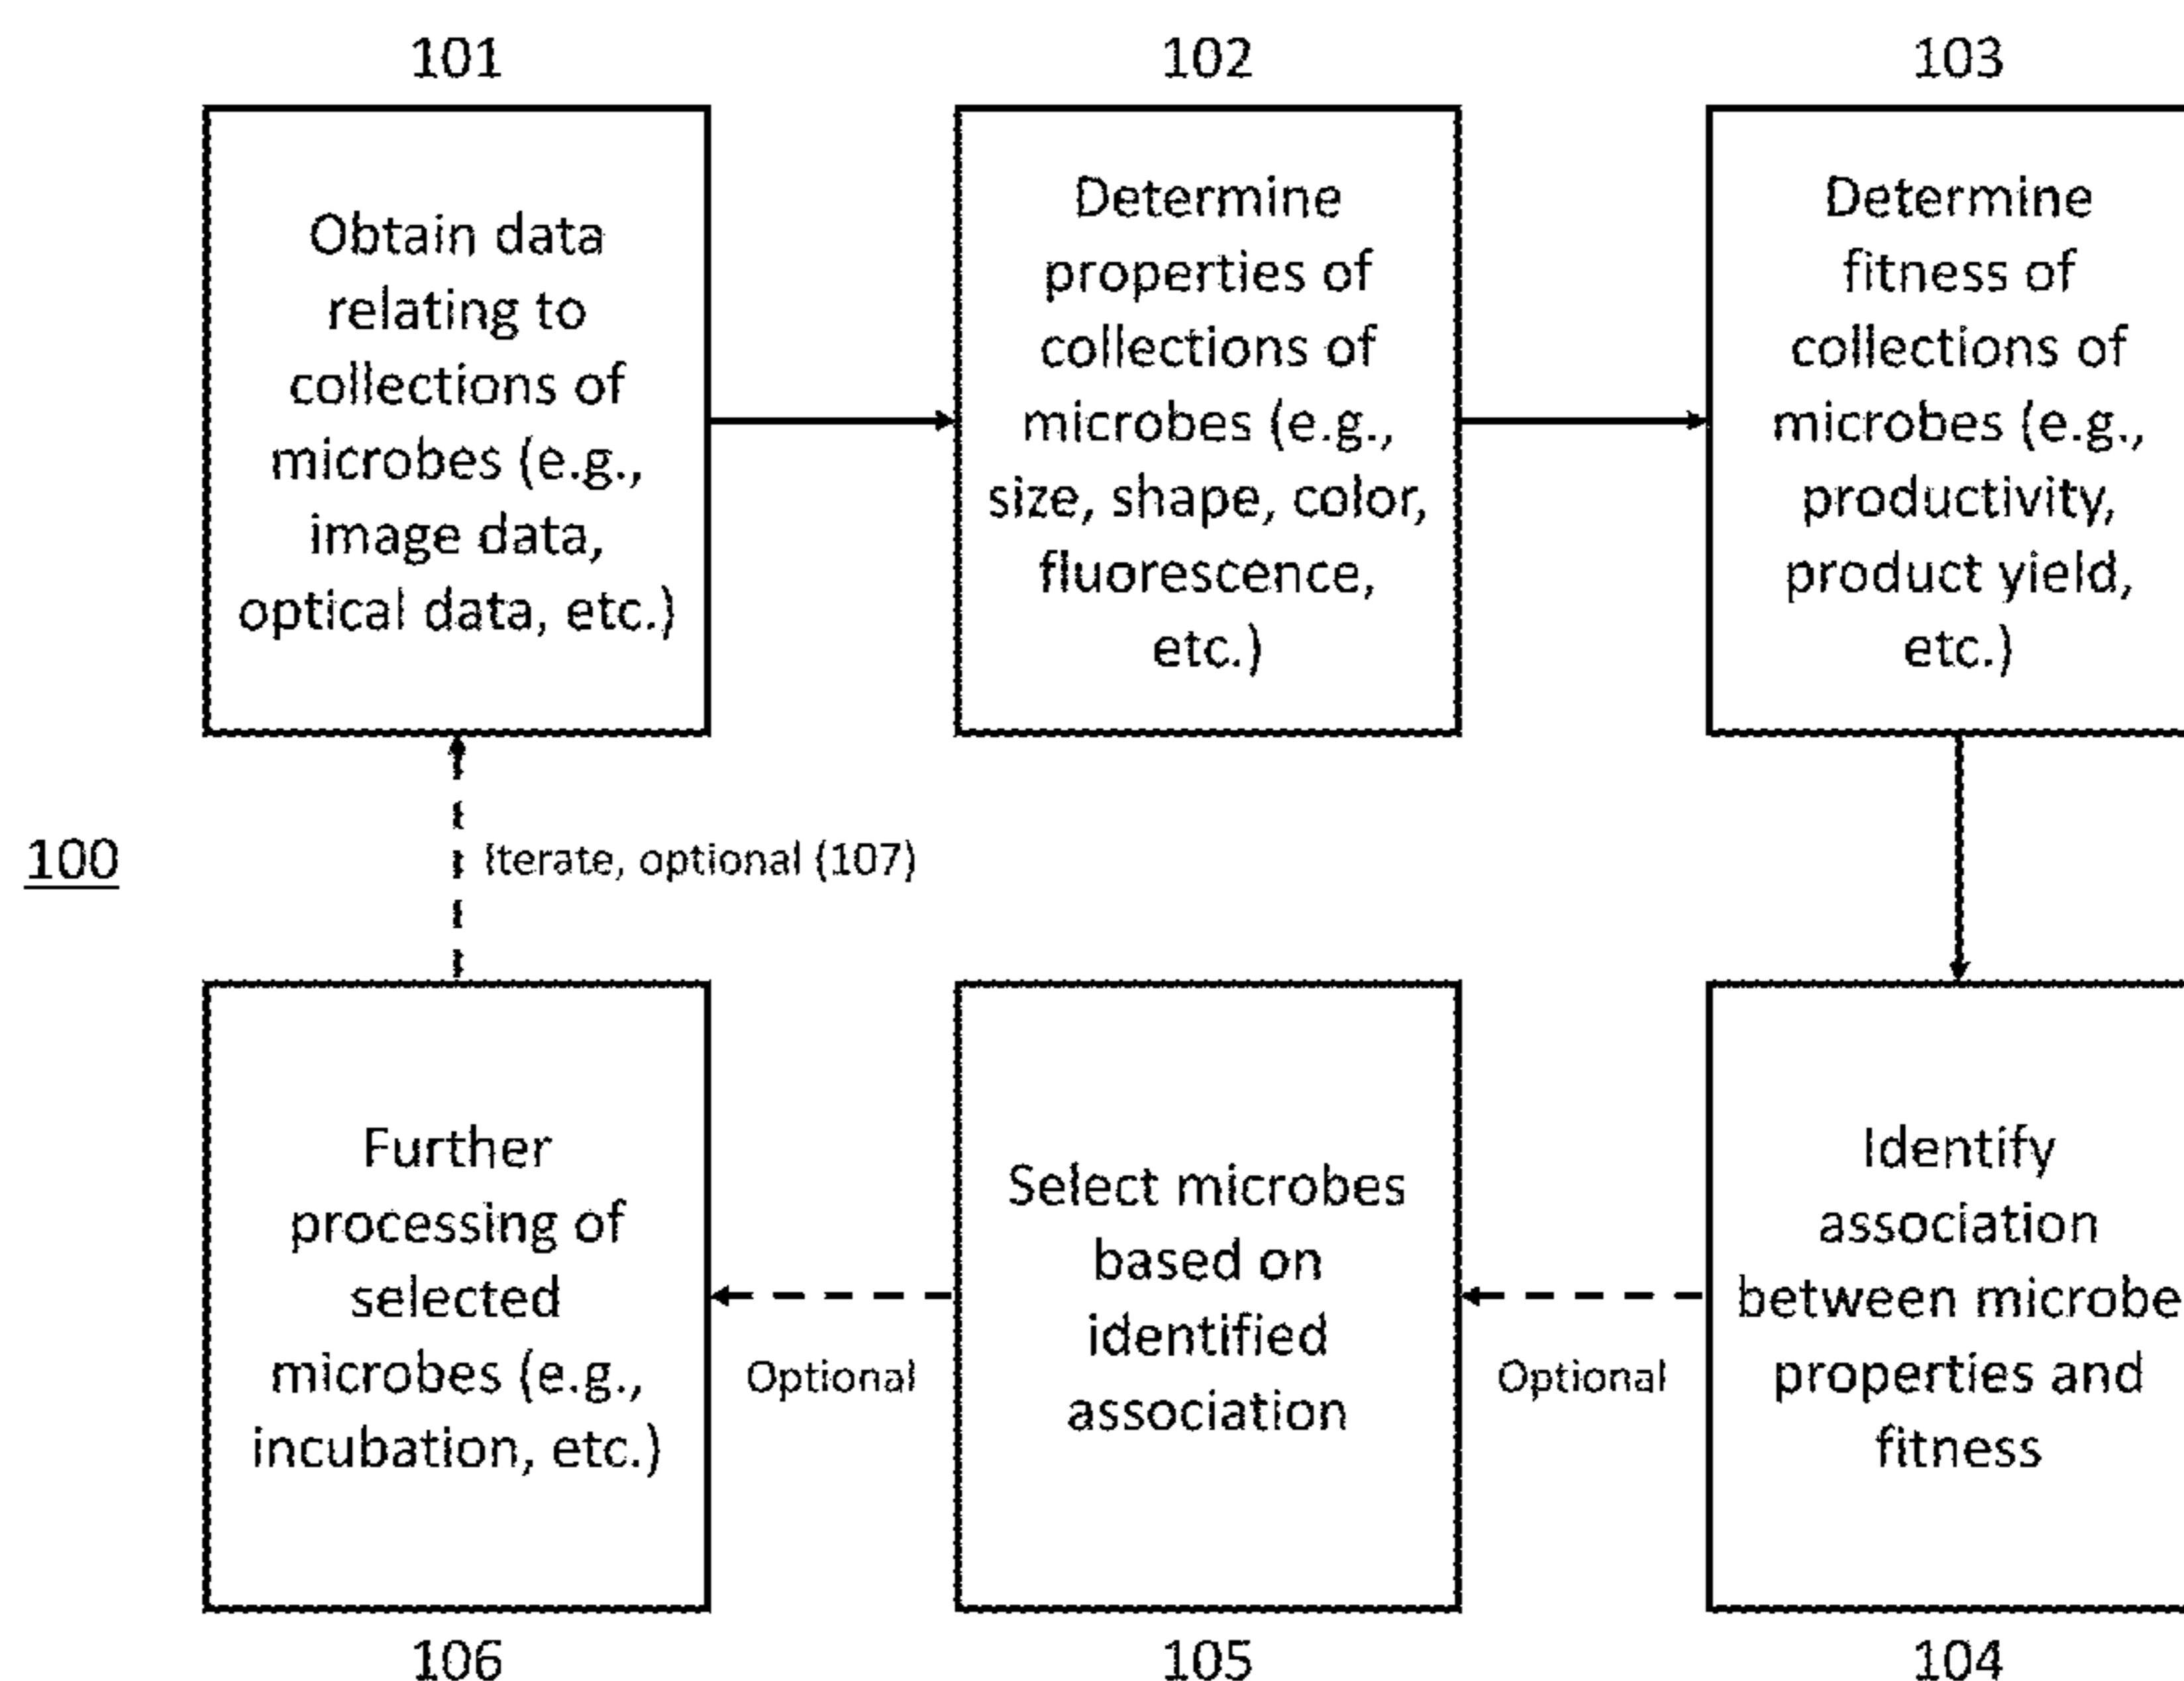 101
Obtain data
relating to
collections of
microbes (e.g.,
image data,
optical data, etc.)
102
Determine
properties of
collections of
microbes (e.g.,
size, shape, color,
fluorescence,
etc.)
103
Determine
fitness of
collections of
microbes (e.g.,
productivity,
product yield,
etc.)
100
Iterate, optional (107)
Further
processing of
selected
microbes (e.g.,
incubation, etc.)
106
Optional
Select microbes
based on
identified
association
105
Optional
Identify
association
between microbe
properties and
fitness
104